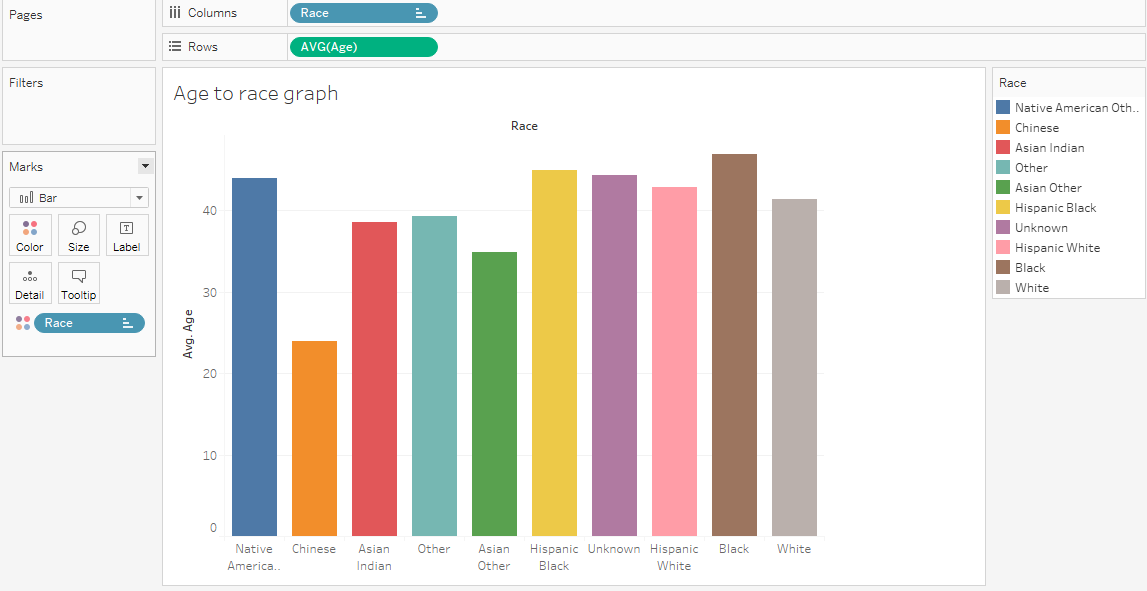 Pages
Columns
Race
Rows
AVG(Age)
Filters
Marks
Bar
Color
Size
Label
Detail
Tooltip
Race
Age to race graph
Race
Avg. Age
40
30
20
10
0
Native
America..
Chinese
Asian
Indian
Other
Asian
Other
Hispanic
Black
Unknown
Hispanic
White
Black
White
Race
Native American Oth..
Chinese
Asian Indian
Other
Asian Other
Hispanic Black
Unknown
Hispanic White
Black
White